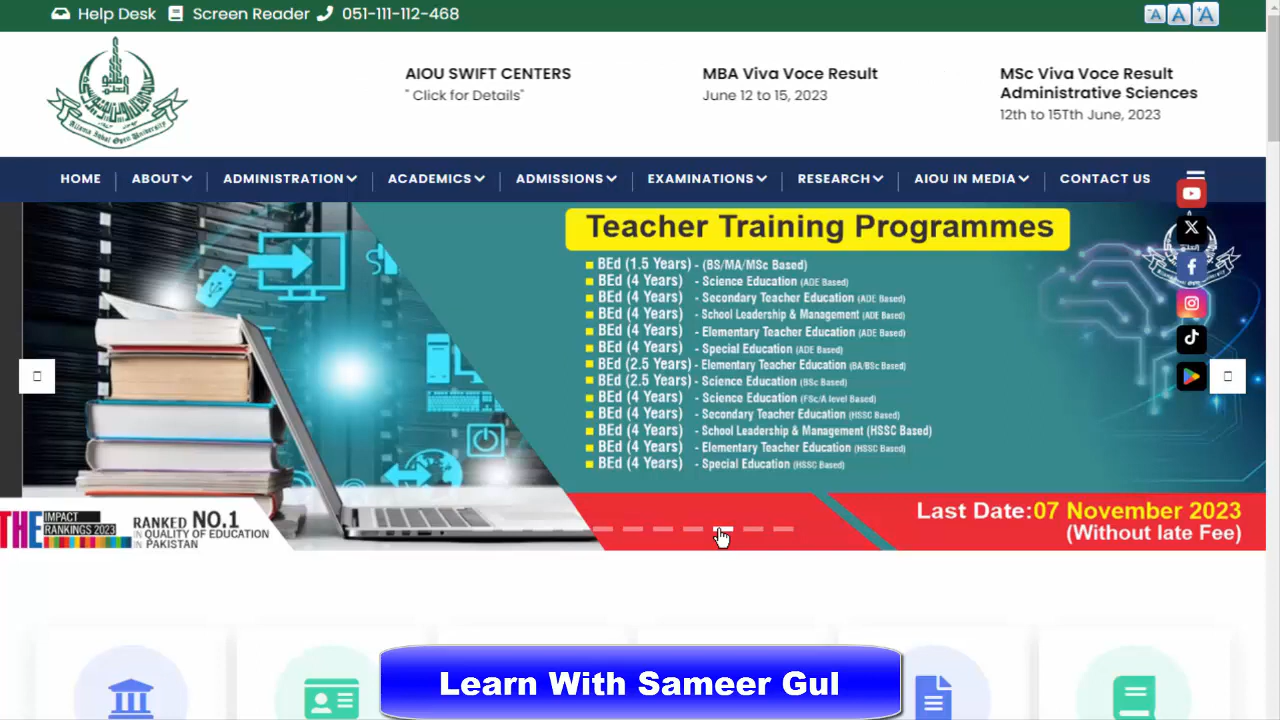 Help Desk Screen Reader 051-111-112-468
-A A +A
AIOU SWIFT CENTERS
" Click for Details"
MBA Viva Voce Result
June 12 to 15, 2023
MSc Viva Voce Result
Administrative Sciences
12th to 15Tth June, 2023
Allama Iqbal Open University
HOME ABOUT ADMINISTRATION ACADEMICS ADMISSIONS EXAMINATIONS RESEARCH AIOU IN MEDIA CONTACT US
Teacher Training Programmes
BEd (1.5 Years) - (BS/MA/MSc Based)
BEd (4 Years) - Science Education (ADE Based)
BEd (4 Years) - Secondary Teacher Education (ADE Based)
BEd (4 Years) - School Leadership & Management (ADE Based)
BEd (4 Years) - Elementary Teacher Education (ADE Based)
BEd (4 Years) - Special Education (ADE Based)
BEd (2.5 Years) - Elementary Teacher Education (BA/BSc Based)
BEd (2.5 Years) - Science Education (BSc Based)
BEd (4 Years) - Science Education (FSc/A level Based)
BEd (4 Years) - Secondary Teacher Education (HSSC Based)
BEd (4 Years) - School Leadership & Management (HSSC Based)
BEd (4 Years) - Elementary Teacher Education (HSSC Based)
BEd (4 Years) - Special Education (HSSC Based)
THE IMPACT
RANKINGS 2023
RANKED NO.1
IN QUALITY OF EDUCATION
IN PAKISTAN
Last Date:07 November 2023
(Without late Fee)
Learn With Sameer Gul